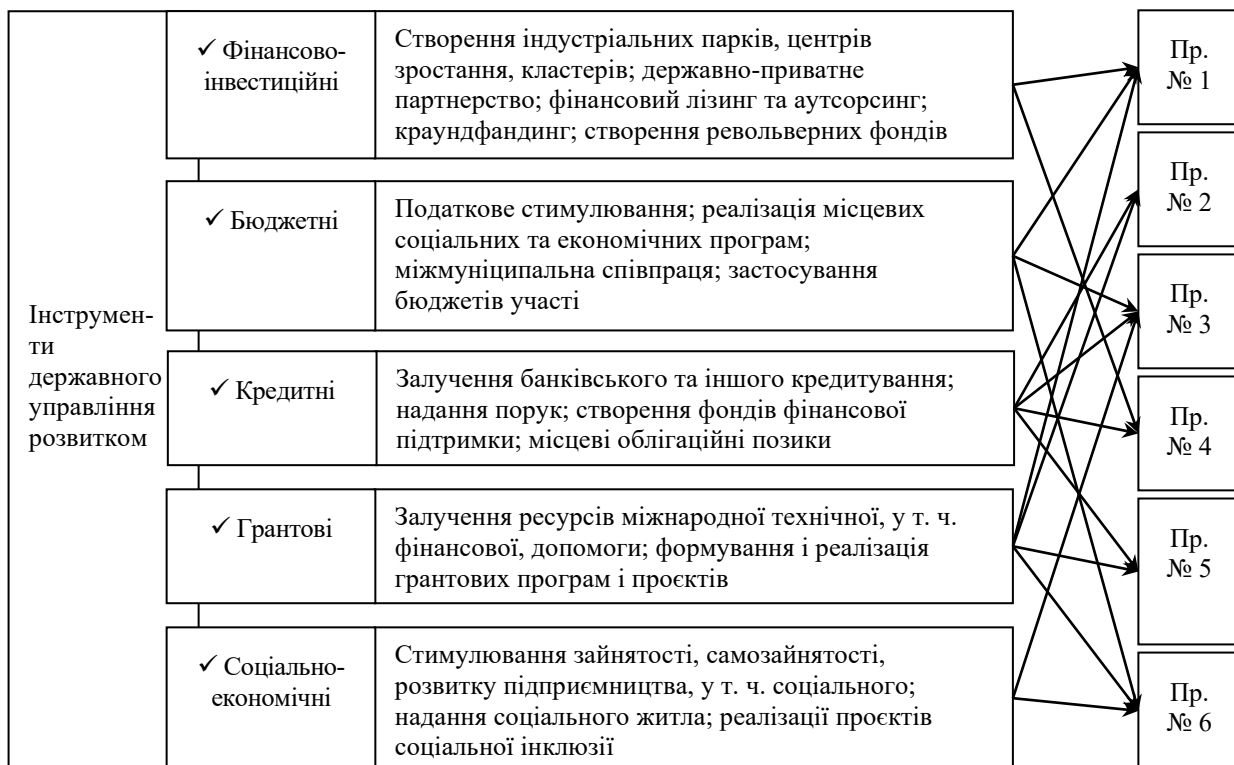 Інструмен-
ти
державного
управління
розвитком
✓ Фінансово-
інвестиційні
Створення індустріальних парків, центрів
зростання, кластерів; державно-приватне
партнерство; фінансовий лізинг та аутсорсинг;
краундфандинг; створення револьверних фондів
✓ Бюджетні
Податкове стимулювання; реалізація місцевих
соціальних та економічних програм;
міжмуніципальна співпраця; застосування
бюджетів участі
✓ Кредитні
Залучення банківського та іншого кредитування;
надання порук; створення фондів фінансової
підтримки; місцеві облігаційні позики
✓ Грантові
Залучення ресурсів міжнародної технічної, у т. ч.
фінансової, допомоги; формування і реалізація
грантових програм і проєктів
✓ Соціально-
економічні
Стимулювання зайнятості, самозайнятості,
розвитку підприємництва, у т. ч. соціального;
надання соціального житла; реалізації проєктів
соціальної інклюзії
Пр.
№ 1
Пр.
№ 2
Пр.
№ 3
Пр.
№ 4
Пр.
№ 5
Пр.
№ 6